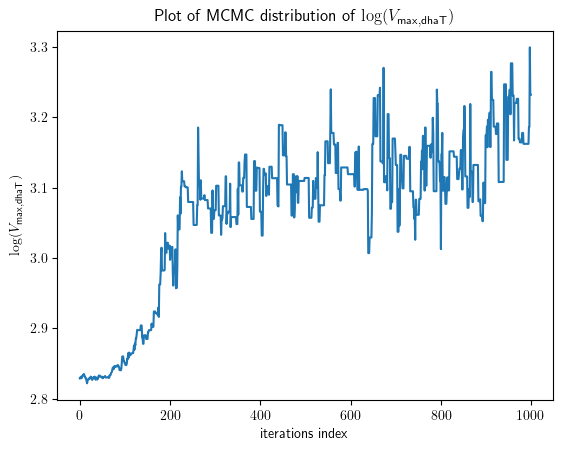 Plot of MCMC distribution of log(V_max,dhaT)
3.3
3.2
3.1
3.0
2.9
2.8
log(V_max,dhaT)
0 200 400 600 800 1000
iterations index